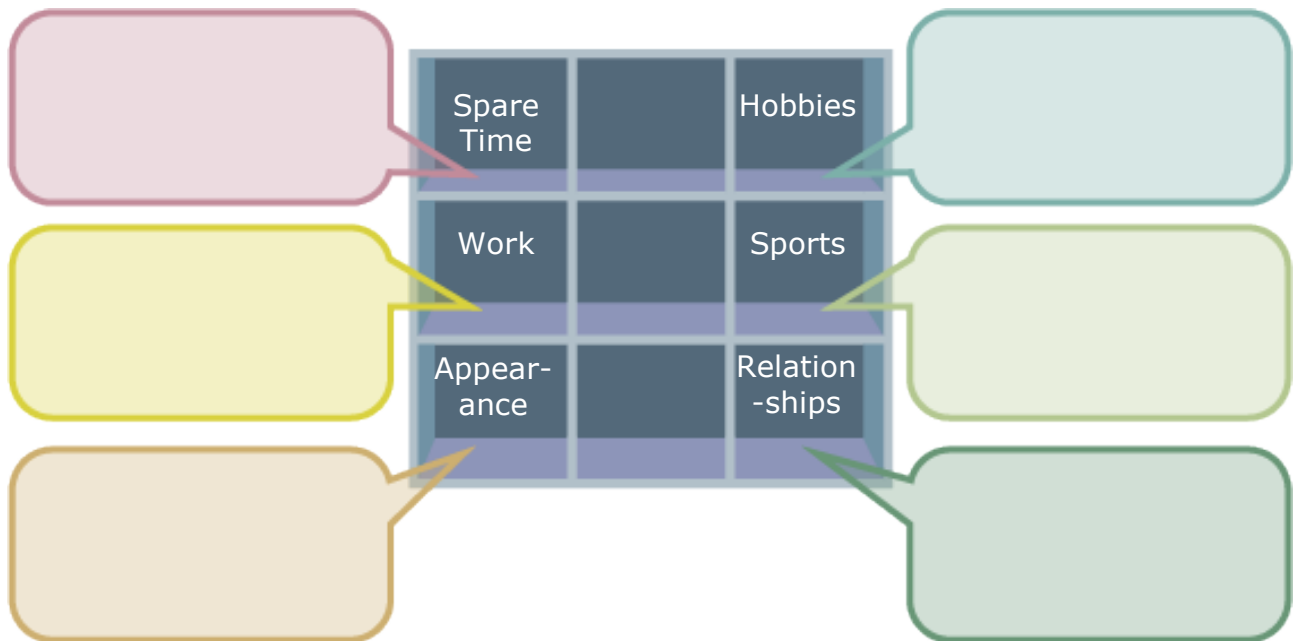 Spare
Time
Hobbies
Work
Sports
Appear-
ance
Relation
-ships